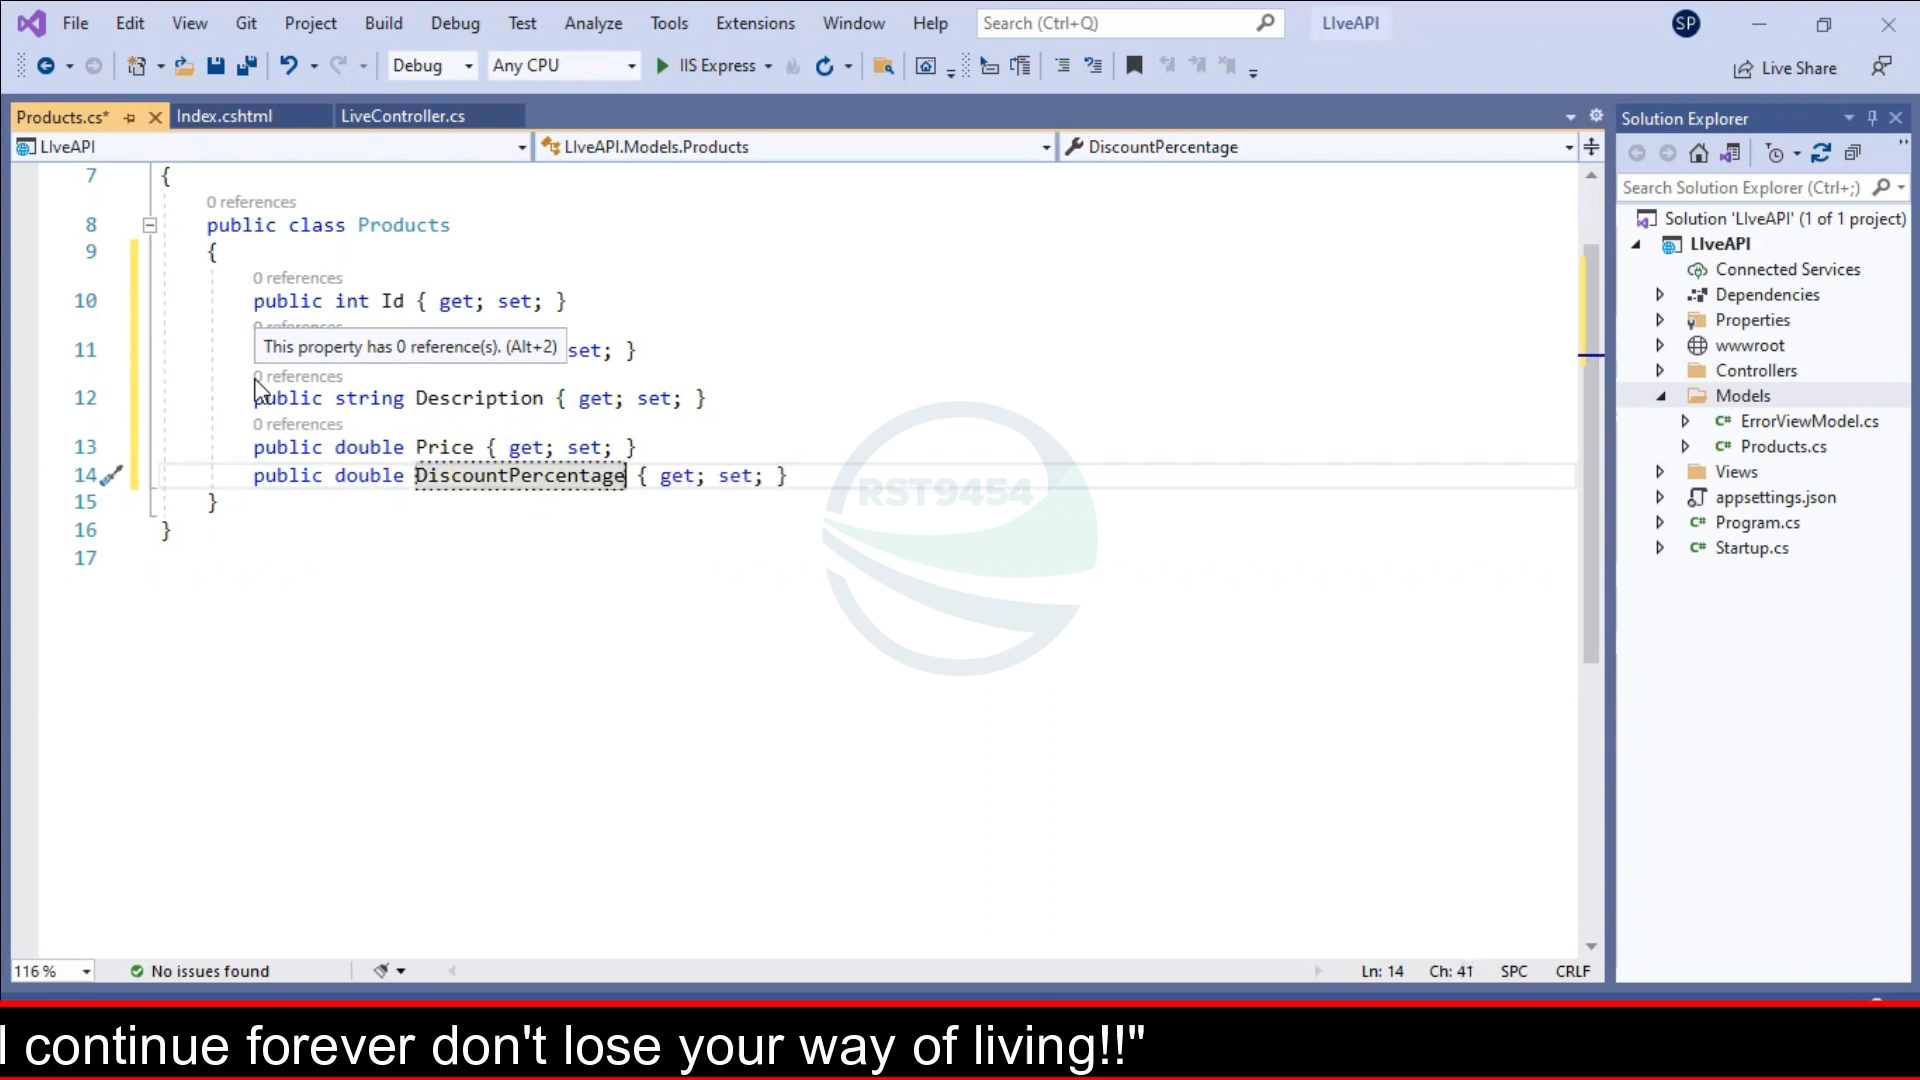 File Edit View Git Project Build Debug Test Analyze Tools Extensions Window Help Search (Ctrl+Q) LIveAPI SP
Debug Any CPU IIS Express Live Share
Products.cs* Index.cshtml LiveController.cs
LIveAPI LIveAPI.Models.Products DiscountPercentage
7 {
0 references
8 public class Products
9 {
0 references
10 public int Id { get; set; }
0 references
This property has 0 reference(s). (Alt+2)
11 set; }
0 references
12 public string Description { get; set; }
0 references
13 public double Price { get; set; }
14 public double DiscountPercentage { get; set; }
15 }
16 }
17
RST9454
116 % No issues found Ln: 14 Ch: 41 SPC CRLF
Solution Explorer
Search Solution Explorer (Ctrl+;)
Solution 'LIveAPI' (1 of 1 project)
LIveAPI
Connected Services
Dependencies
Properties
wwwroot
Controllers
Models
C# ErrorViewModel.cs
C# Products.cs
Views
appsettings.json
C# Program.cs
C# Startup.cs
continue forever don't lose your way of living!!"